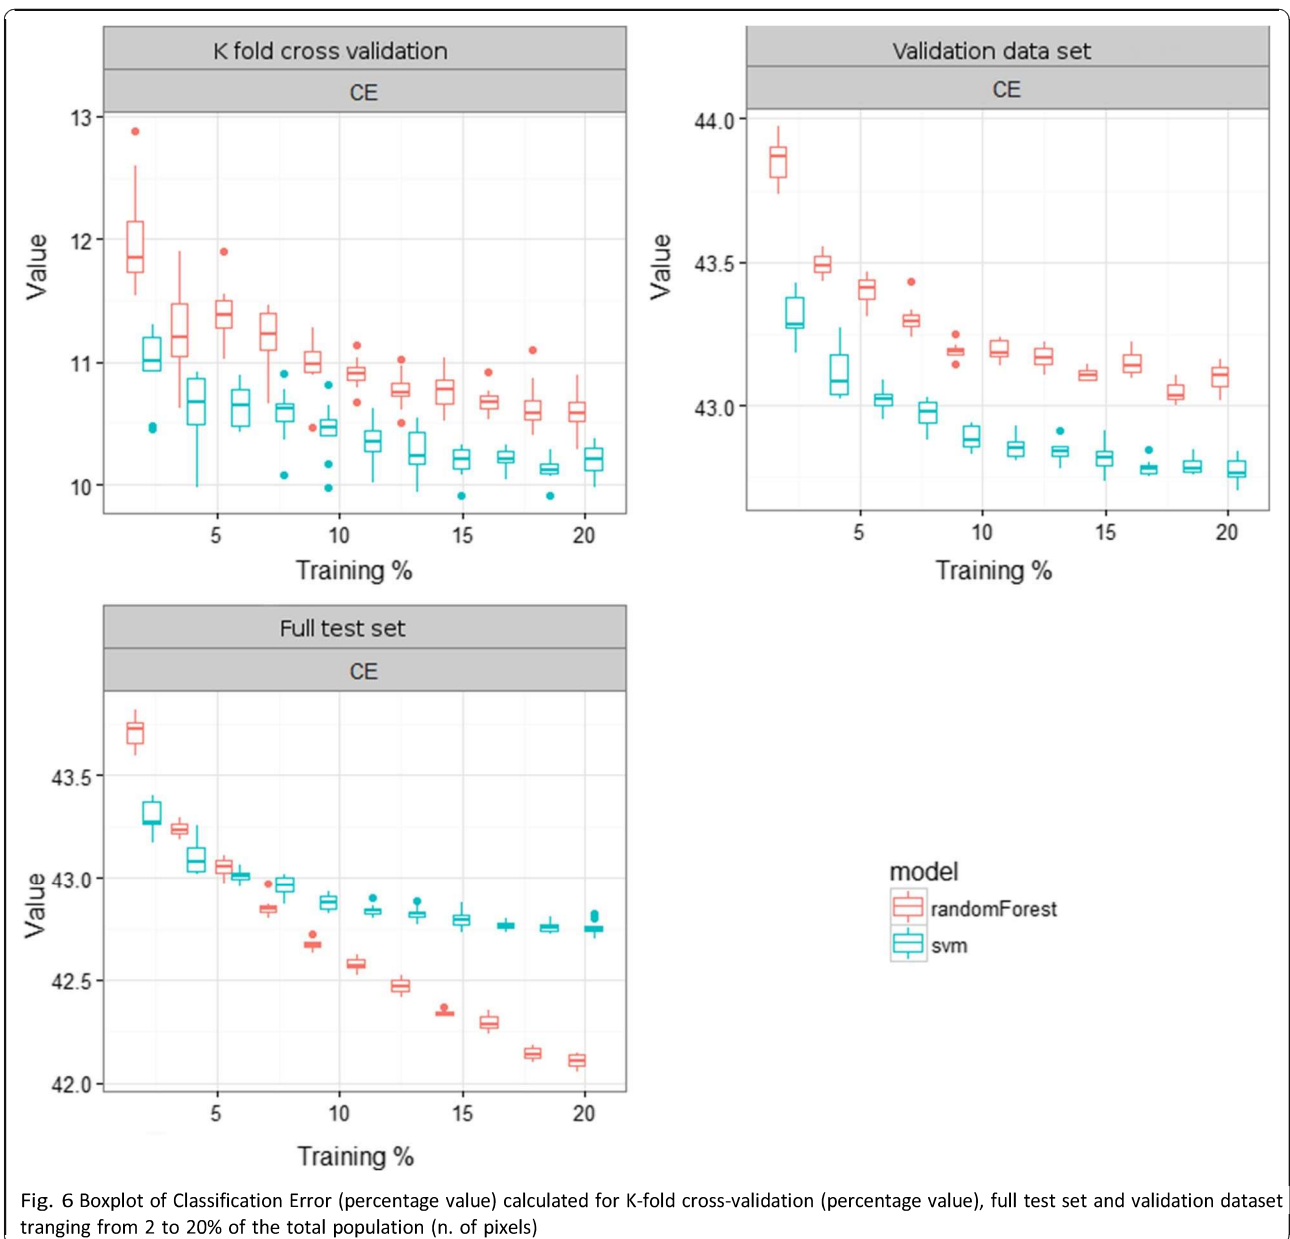 K fold cross validation
CE
13
12
11
10
Value
5 10 15 20
Training %
Validation data set
CE
44.0
43.5
43.0
Value
5 10 15 20
Training %
Full test set
CE
43.5
43.0
42.5
42.0
Value
5 10 15 20
Training %
model
randomForest
svm
Fig. 6 Boxplot of Classification Error (percentage value) calculated for K-fold cross-validation (percentage value), full test set and validation dataset
tranging from 2 to 20% of the total population (n. of pixels)